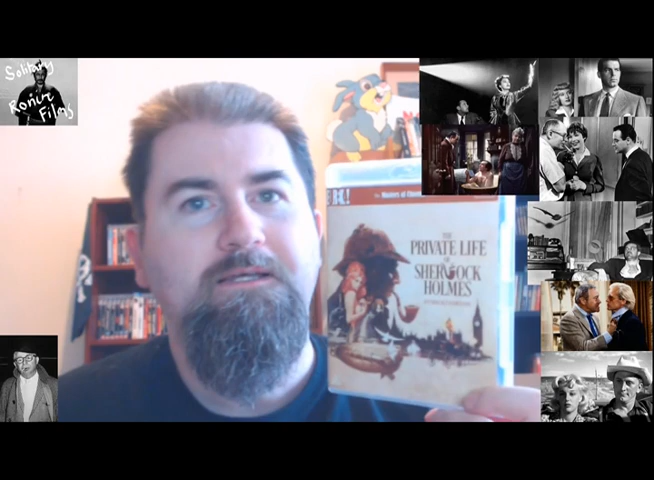 Solitary
Ronin
Films
THE
PRIVATE LIFE
OF
SHERLOCK
HOLMES